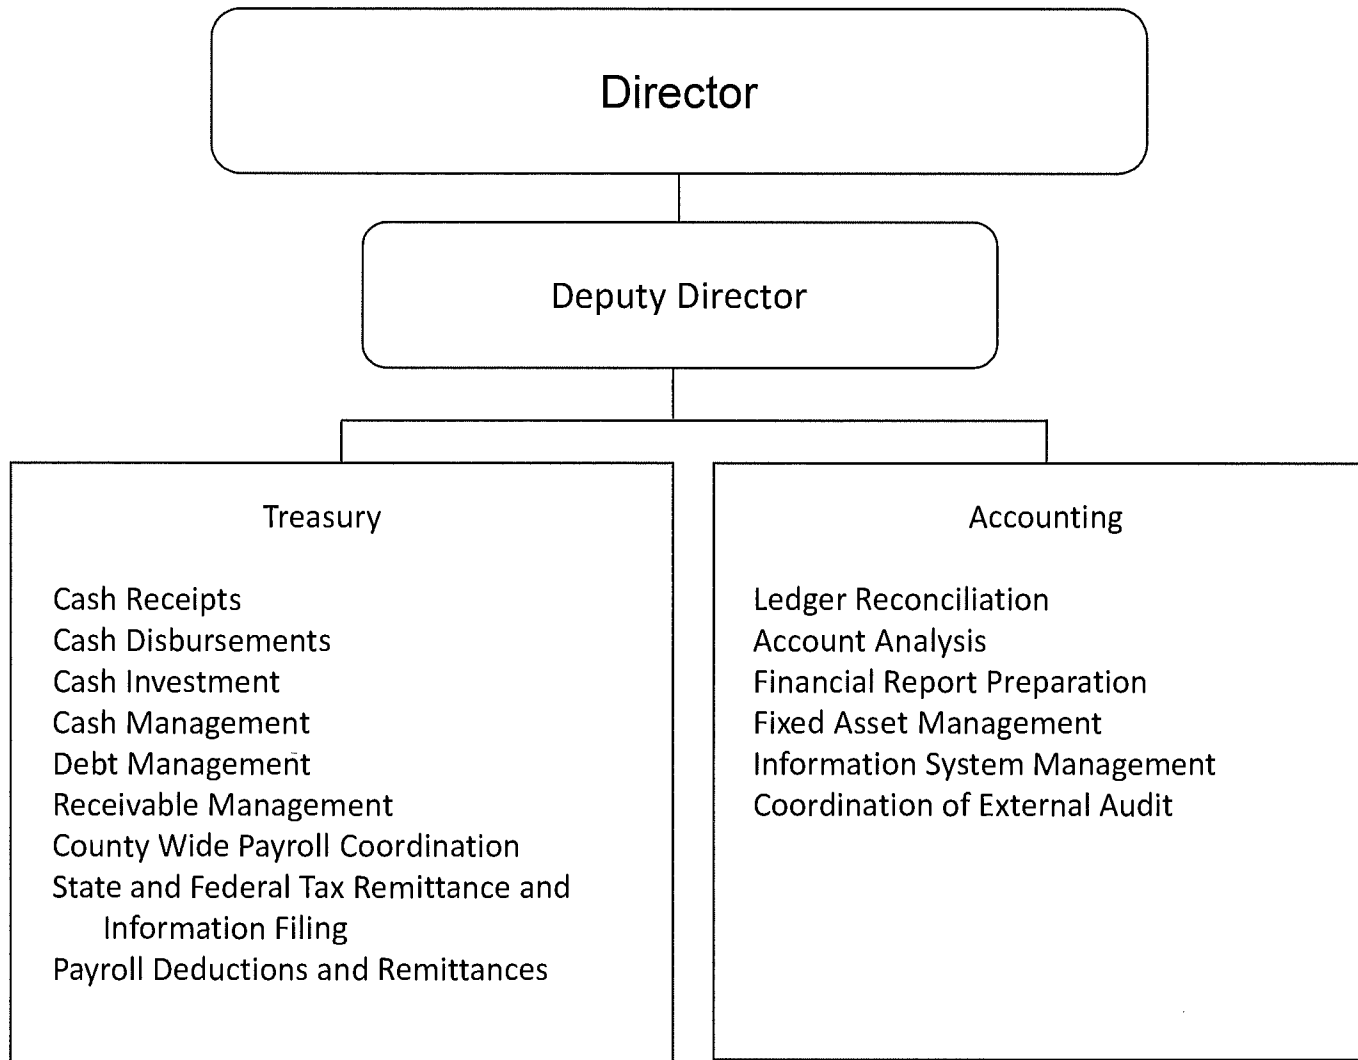 Director
Deputy Director
Treasury
Cash Receipts
Cash Disbursements
Cash Investment
Cash Management
Debt Management
Receivable Management
County Wide Payroll Coordination
State and Federal Tax Remittance and
Information Filing
Payroll Deductions and Remittances
Accounting
Ledger Reconciliation
Account Analysis
Financial Report Preparation
Fixed Asset Management
Information System Management
Coordination of External Audit